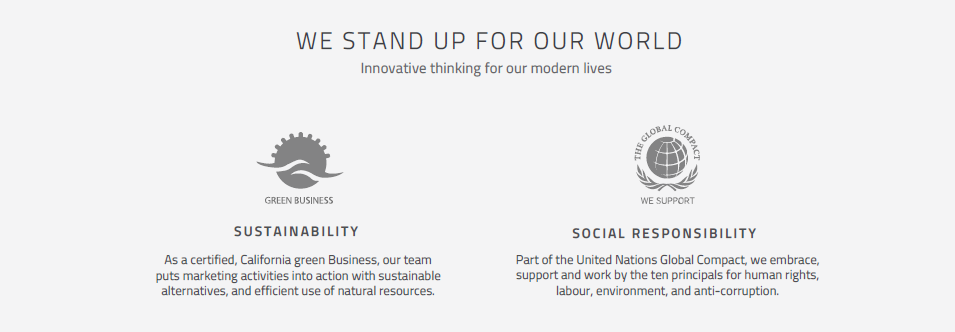 WE STAND UP FOR OUR WORLD
Innovative thinking for our modern lives
GREEN BUSINESS
SUSTAINABILITY
As a certified, California green Business, our team
puts marketing activities into action with sustainable
alternatives, and efficient use of natural resources.
THE GLOBAL COMPACT
WE SUPPORT
SOCIAL RESPONSIBILITY
Part of the United Nations Global Compact, we embrace,
support and work by the ten principals for human rights,
labour, environment, and anti-corruption.